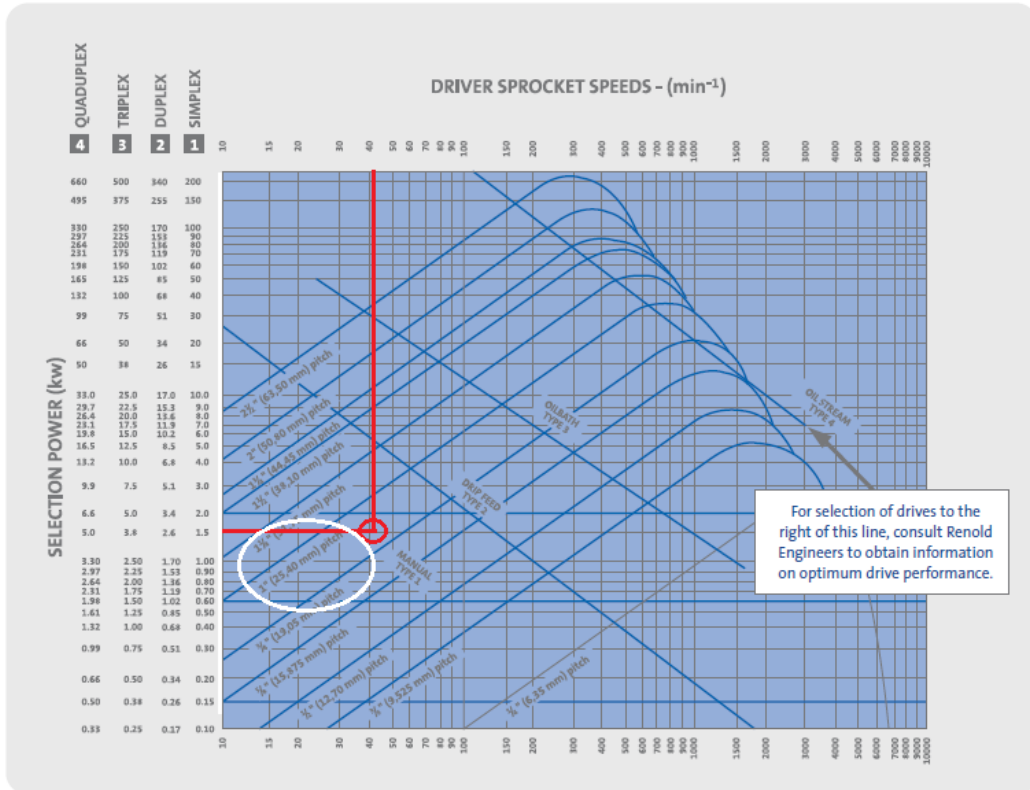 DRIVER SPROCKET SPEEDS - (min⁻¹)
QUADUPLEX TRIPLEX DUPLEX SIMPLEX
4 3 2 1
10 15 20 30 40 50 60 70 80 90 100 150 200 300 400 500 600 700 800 900 1000 1500 2000 3000 4000 5000 6000 7000 8000 9000 10000
SELECTION POWER (kw)
660 500 340 200
495 375 255 150
330 250 170 100
297 225 153 90
264 200 136 80
231 175 119 70
198 150 102 60
165 125 85 50
132 100 68 40
99 75 51 30
66 50 34 20
50 38 26 15
33.0 25.0 17.0 10.0
29.7 22.5 15.3 9.0
26.4 20.0 13.6 8.0
23.1 17.5 11.9 7.0
19.8 15.0 10.2 6.0
16.5 12.5 8.5 5.0
13.2 10.0 6.8 4.0
9.9 7.5 5.1 3.0
6.6 5.0 3.4 2.0
5.0 3.8 2.6 1.5
3.30 2.50 1.70 1.00
2.97 2.25 1.53 0.90
2.64 2.00 1.36 0.80
2.31 1.75 1.19 0.70
1.98 1.50 1.02 0.60
1.61 1.25 0.85 0.50
1.32 1.00 0.68 0.40
0.99 0.75 0.51 0.30
0.66 0.50 0.34 0.20
0.50 0.38 0.26 0.15
0.33 0.25 0.17 0.10
2½" (63,50 mm) pitch
2" (50,80 mm) pitch
1¾" (44,45 mm) pitch
1½" (38,10 mm) pitch
pitch
1" (25,40 mm) pitch
(19,05 mm) pitch
(15,875 mm) pitch
½" (12,70 mm) pitch
(9,525 mm) pitch
¼" (6,35 mm) pitch
MANUAL
TYPE 1
DRIP FEED
TYPE 2
OILBATH
TYPE 3
OIL STREAM
TYPE 4
For selection of drives to the
right of this line, consult Renold
Engineers to obtain information
on optimum drive performance.
10 15 20 30 40 50 60 70 80 90 100 150 200 300 400 500 600 700 800 900 1000 1500 2000 3000 4000 5000 6000 7000 8000 9000 10000